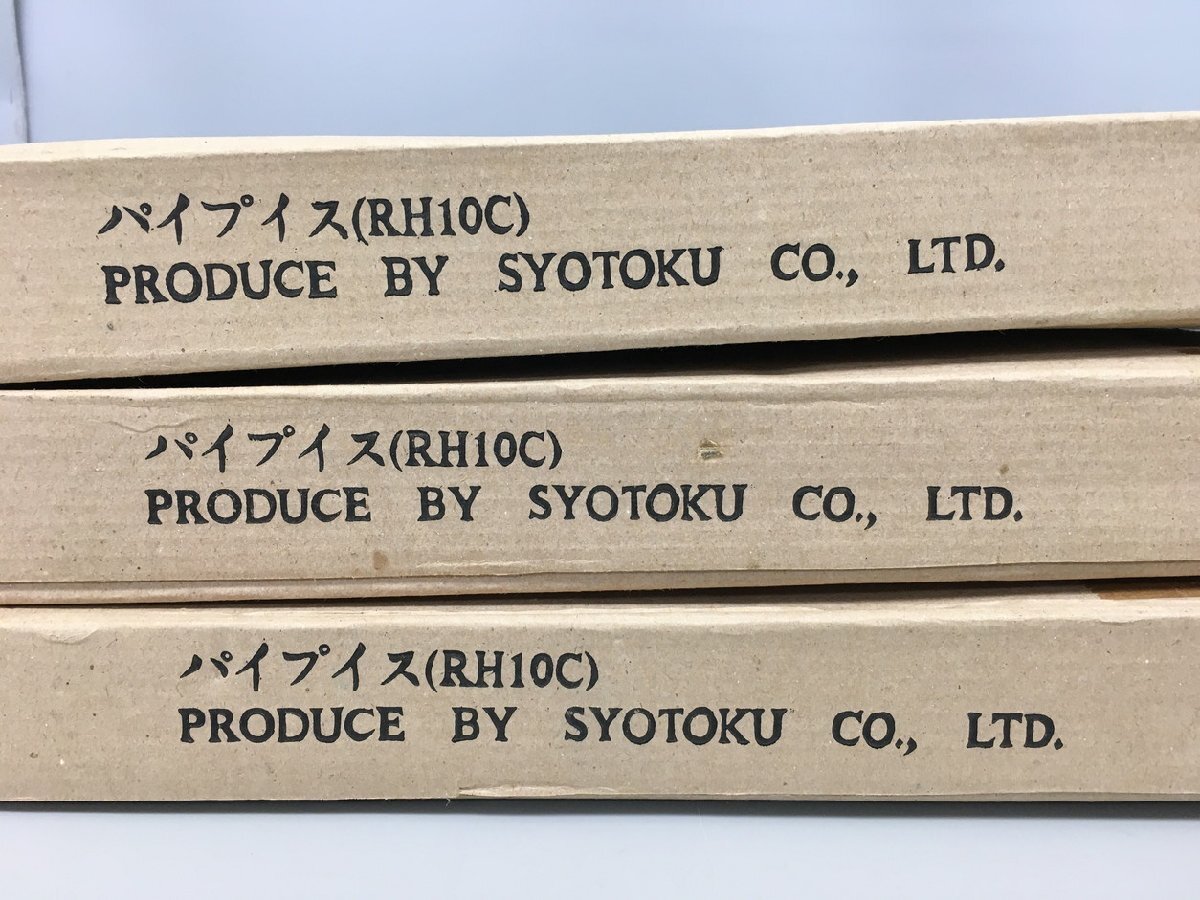 パイプイス(RH10C)
PRODUCE BY SYOTOKU CO., LTD.
パイプイス(RH10C)
PRODUCE BY SYOTOKU CO., LTD.
パイプイス(RH10C)
PRODUCE BY SYOTOKU CO., LTD.